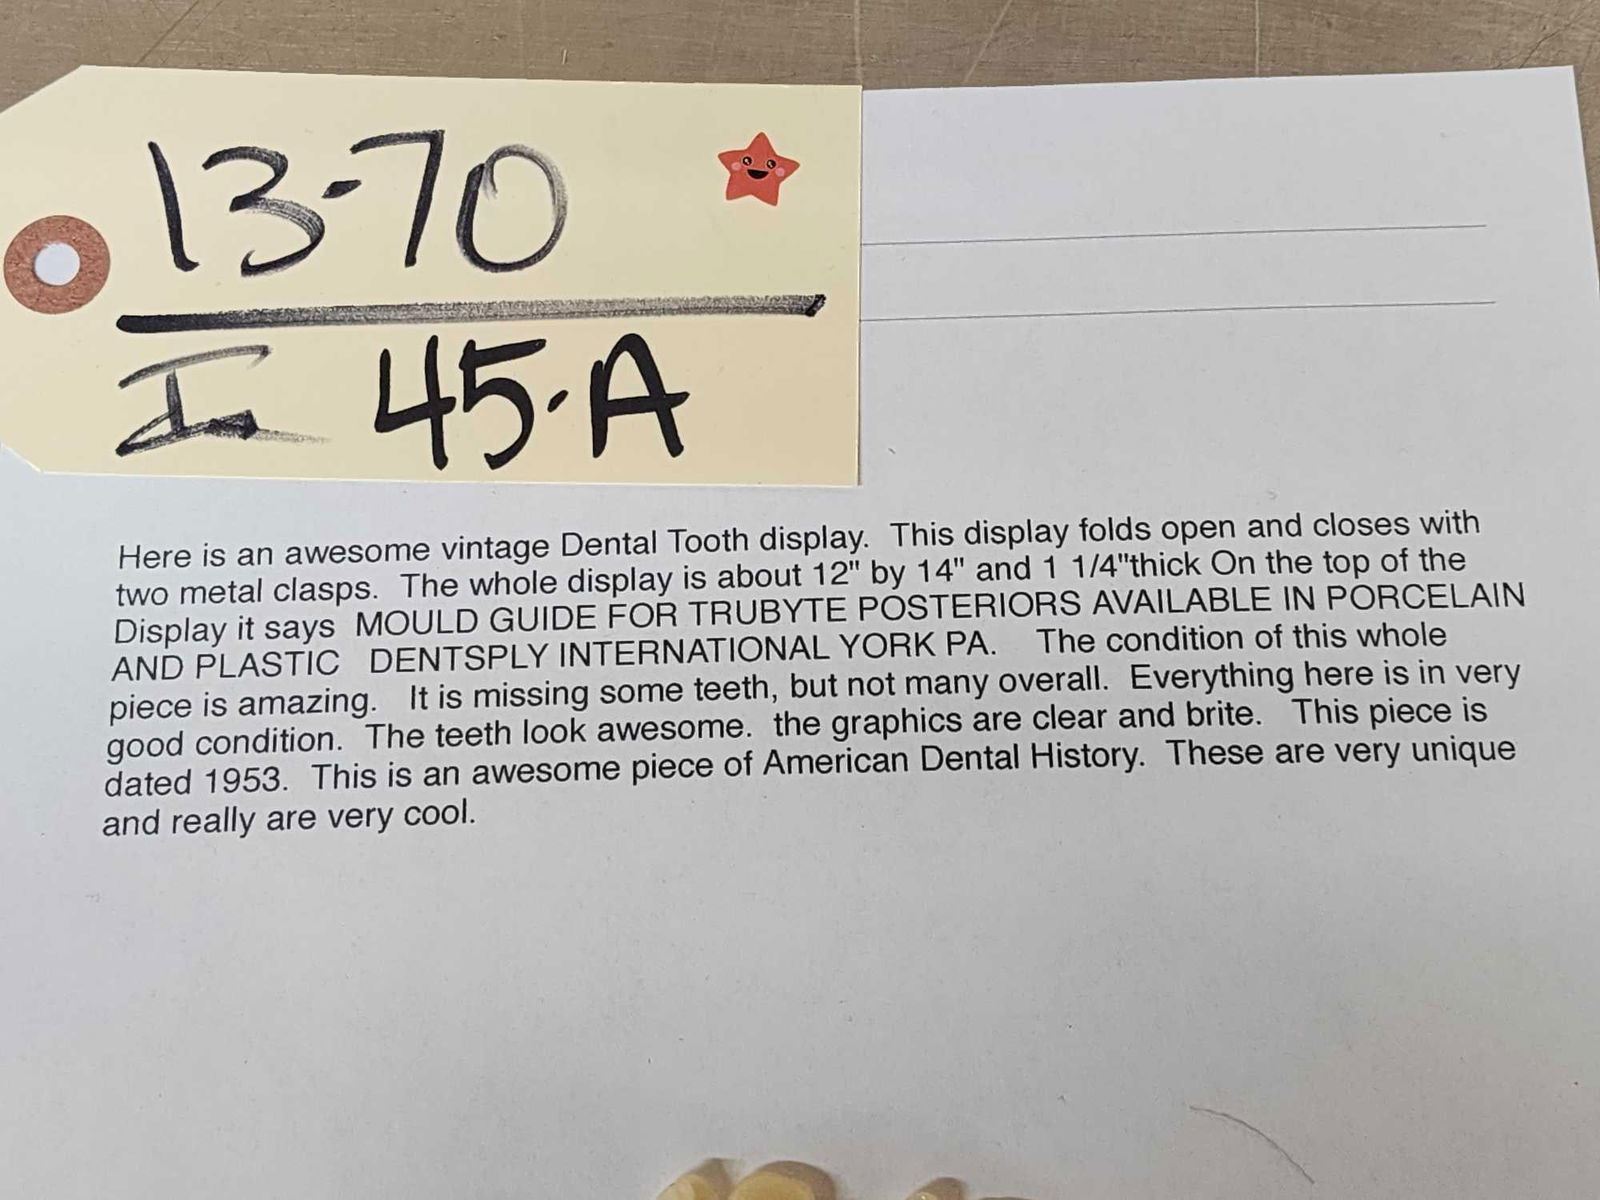 13-70
I 45-A
Here is an awesome vintage Dental Tooth display. This display folds open and closes with
two metal clasps. The whole display is about 12" by 14" and 1 1/4"thick On the top of the
Display it says MOULD GUIDE FOR TRUBYTE POSTERIORS AVAILABLE IN PORCELAIN
AND PLASTIC DENTSPLY INTERNATIONAL YORK PA. The condition of this whole
piece is amazing. It is missing some teeth, but not many overall. Everything here is in very
good condition. The teeth look awesome. the graphics are clear and brite. This piece is
dated 1953. This is an awesome piece of American Dental History. These are very unique
and really are very cool.